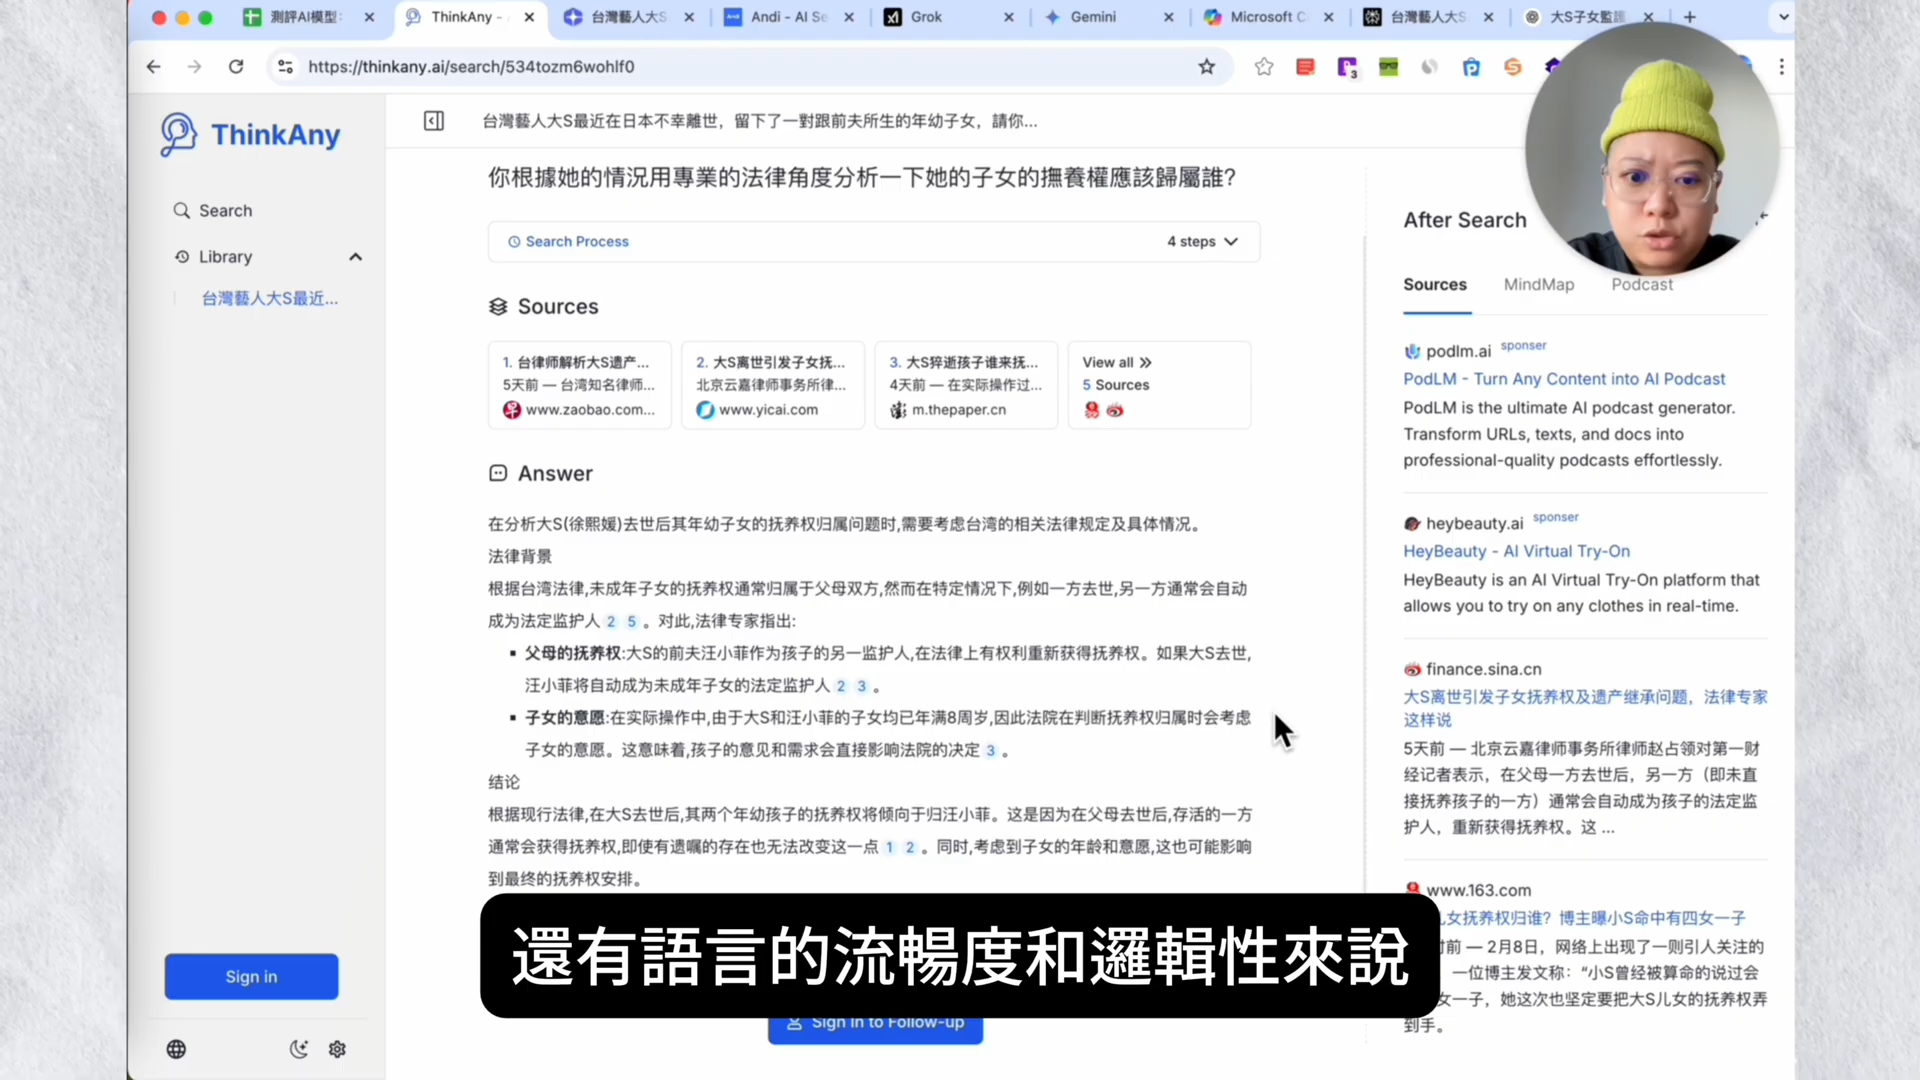 測評AI模型:
ThinkAny -
台灣藝人大S
Andi - AI Se
Grok
Gemini
Microsoft C
台灣藝人大S
大S子女監護
https://thinkany.ai/search/534tozm6wohlf0
3
ThinkAny
台灣藝人大S最近在日本不幸離世，留下了一對跟前夫所生的年幼子女，請你...
Search
Library
台灣藝人大S最近...
Sign in
你根據她的情況用專業的法律角度分析一下她的子女的撫養權應該歸屬誰?
Search Process
4 steps
Sources
1. 台律师解析大S遗产...
5天前 — 台湾知名律师...
www.zaobao.com...
2. 大S离世引发子女抚...
北京云嘉律师事务所律...
www.yicai.com
3. 大S猝逝孩子谁来抚...
4天前 — 在实际操作过...
m.thepaper.cn
View all
5 Sources
Answer
在分析大S(徐熙媛)去世后其年幼子女的抚养权归属问题时,需要考虑台湾的相关法律规定及具体情况。
法律背景
根据台湾法律,未成年子女的抚养权通常归属于父母双方,然而在特定情况下,例如一方去世,另一方通常会自动
成为法定监护人 2 5 。对此,法律专家指出:
▪ 父母的抚养权:大S的前夫汪小菲作为孩子的另一监护人,在法律上有权利重新获得抚养权。如果大S去世,
汪小菲将自动成为未成年子女的法定监护人 2 3 。
▪ 子女的意愿:在实际操作中,由于大S和汪小菲的子女均已年满8周岁,因此法院在判断抚养权归属时会考虑
子女的意愿。这意味着,孩子的意见和需求会直接影响法院的决定 3 。
结论
根据现行法律,在大S去世后,其两个年幼孩子的抚养权将倾向于归汪小菲。这是因为在父母去世后,存活的一方
通常会获得抚养权,即使有遗嘱的存在也无法改变这一点 1 2 。同时,考虑到子女的年龄和意愿,这也可能影响
到最终的抚养权安排。
還有語言的流暢度和邏輯性來說
Sign In to Follow-up
After Search
Sources
MindMap
Podcast
podlm.ai sponser
PodLM - Turn Any Content into AI Podcast
PodLM is the ultimate AI podcast generator.
Transform URLs, texts, and docs into
professional-quality podcasts effortlessly.
heybeauty.ai sponser
HeyBeauty - AI Virtual Try-On
HeyBeauty is an AI Virtual Try-On platform that
allows you to try on any clothes in real-time.
finance.sina.cn
大S离世引发子女抚养权及遗产继承问题，法律专家
这样说
5天前 — 北京云嘉律师事务所律师赵占领对第一财
经记者表示，在父母一方去世后，另一方（即未直
接抚养孩子的一方）通常会自动成为孩子的法定监
护人，重新获得抚养权。这 ...
www.163.com
儿女抚养权归谁？博主曝小S命中有四女一子
时前 — 2月8日，网络上出现了一则引人关注的
一位博主发文称：“小S曾经被算命的说过会
女一子，她这次也坚定要把大S儿女的抚养权弄
到手。